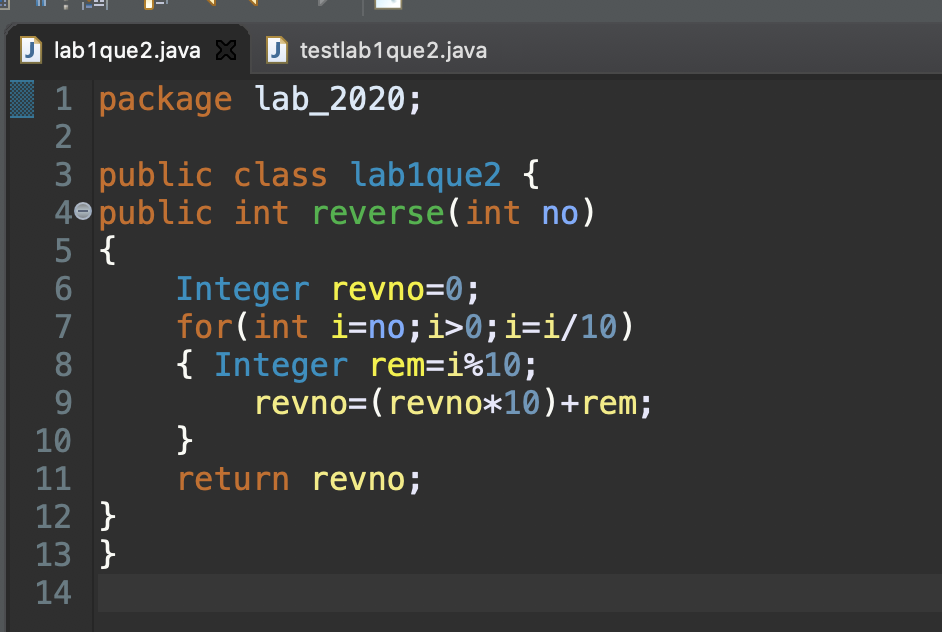 lab1que2.java testlab1que2.java
1 package lab_2020;
2
3 public class lab1que2 {
4 public int reverse(int no)
5 {
6 Integer revno=0;
7 for(int i=no;i>0;i=i/10)
8 { Integer rem=i%10;
9 revno=(revno*10)+rem;
10 }
11 return revno;
12 }
13 }
14